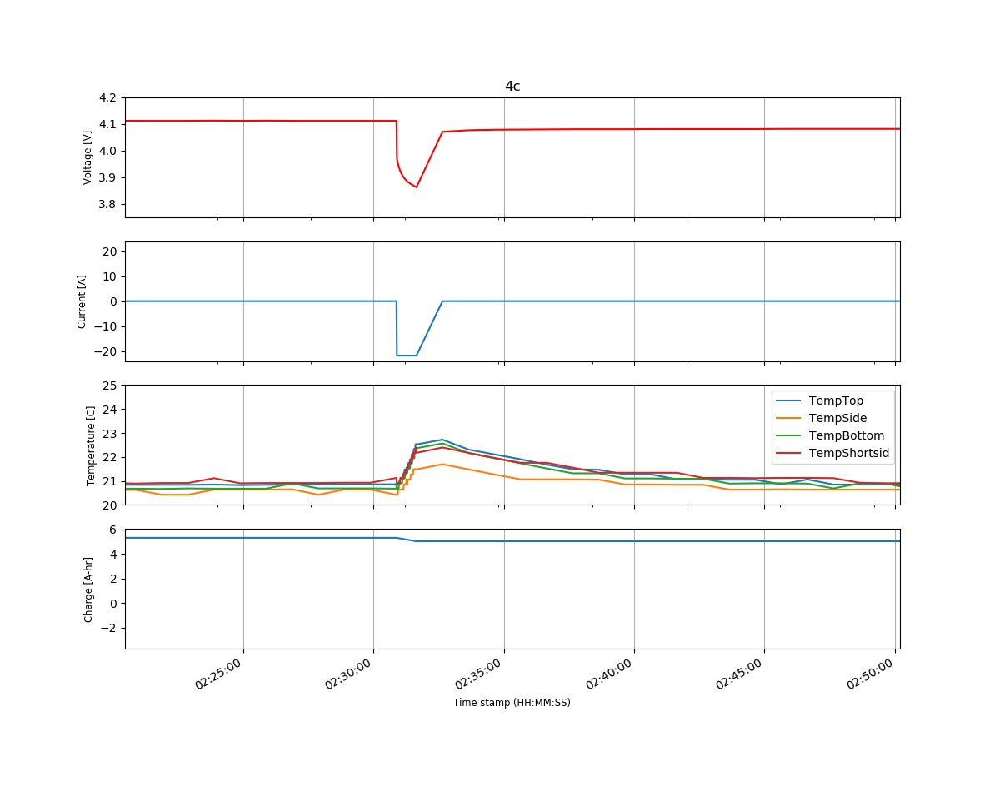 4c
4.2
4.1
4.0
3.9
3.8
Voltage [V]
20
10
0
−10
−20
Current [A]
25
24
23
22
21
20
Temperature [C]
TempTop
TempSide
TempBottom
TempShortsid
6
4
2
0
−2
Charge [A-hr]
02:25:00 02:30:00 02:35:00 02:40:00 02:45:00 02:50:00
Time stamp (HH:MM:SS)